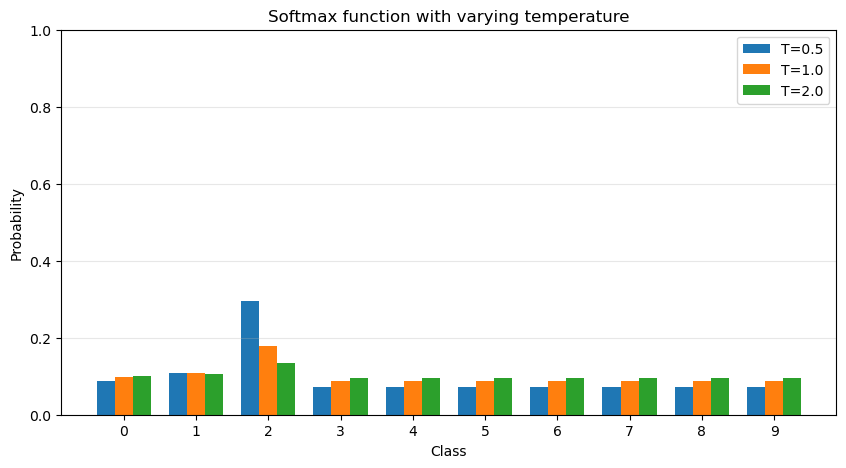 Softmax function with varying temperature
T=0.5
T=1.0
T=2.0
Probability
1.0
0.8
0.6
0.4
0.2
0.0
0 1 2 3 4 5 6 7 8 9
Class